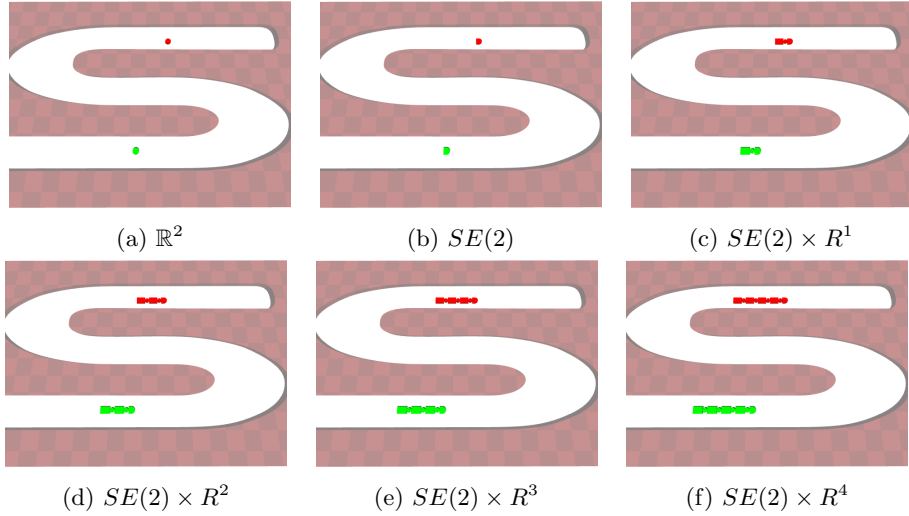 (a) ℝ²
(b) SE(2)
(c) SE(2) × R¹
(d) SE(2) × R²
(e) SE(2) × R³
(f) SE(2) × R⁴